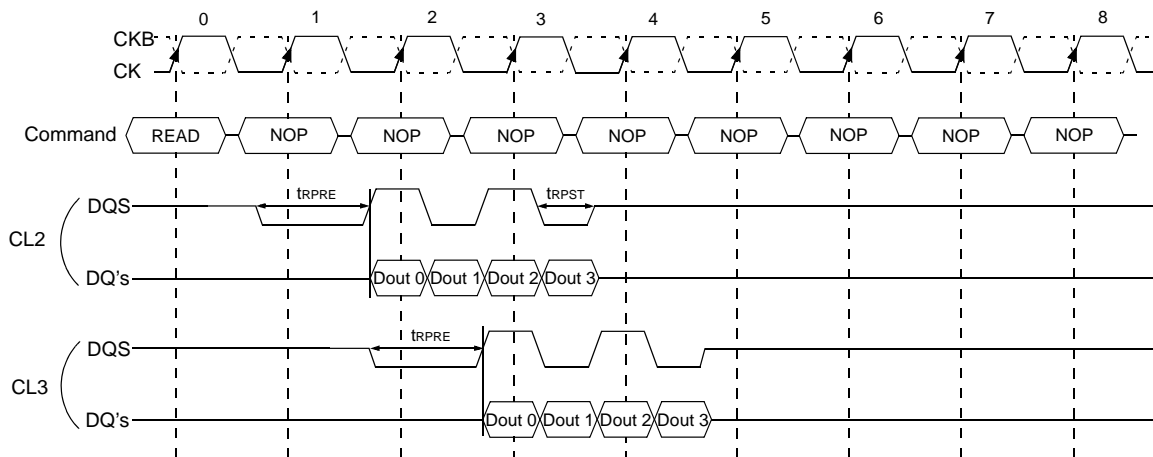 0 1 2 3 4 5 6 7 8
CKB
CK
Command READ NOP NOP NOP NOP NOP NOP NOP NOP
tRPRE tRPST
DQS
CL2
DQ's Dout 0 Dout 1 Dout 2 Dout 3
tRPRE
DQS
CL3
DQ's Dout 0 Dout 1 Dout 2 Dout 3